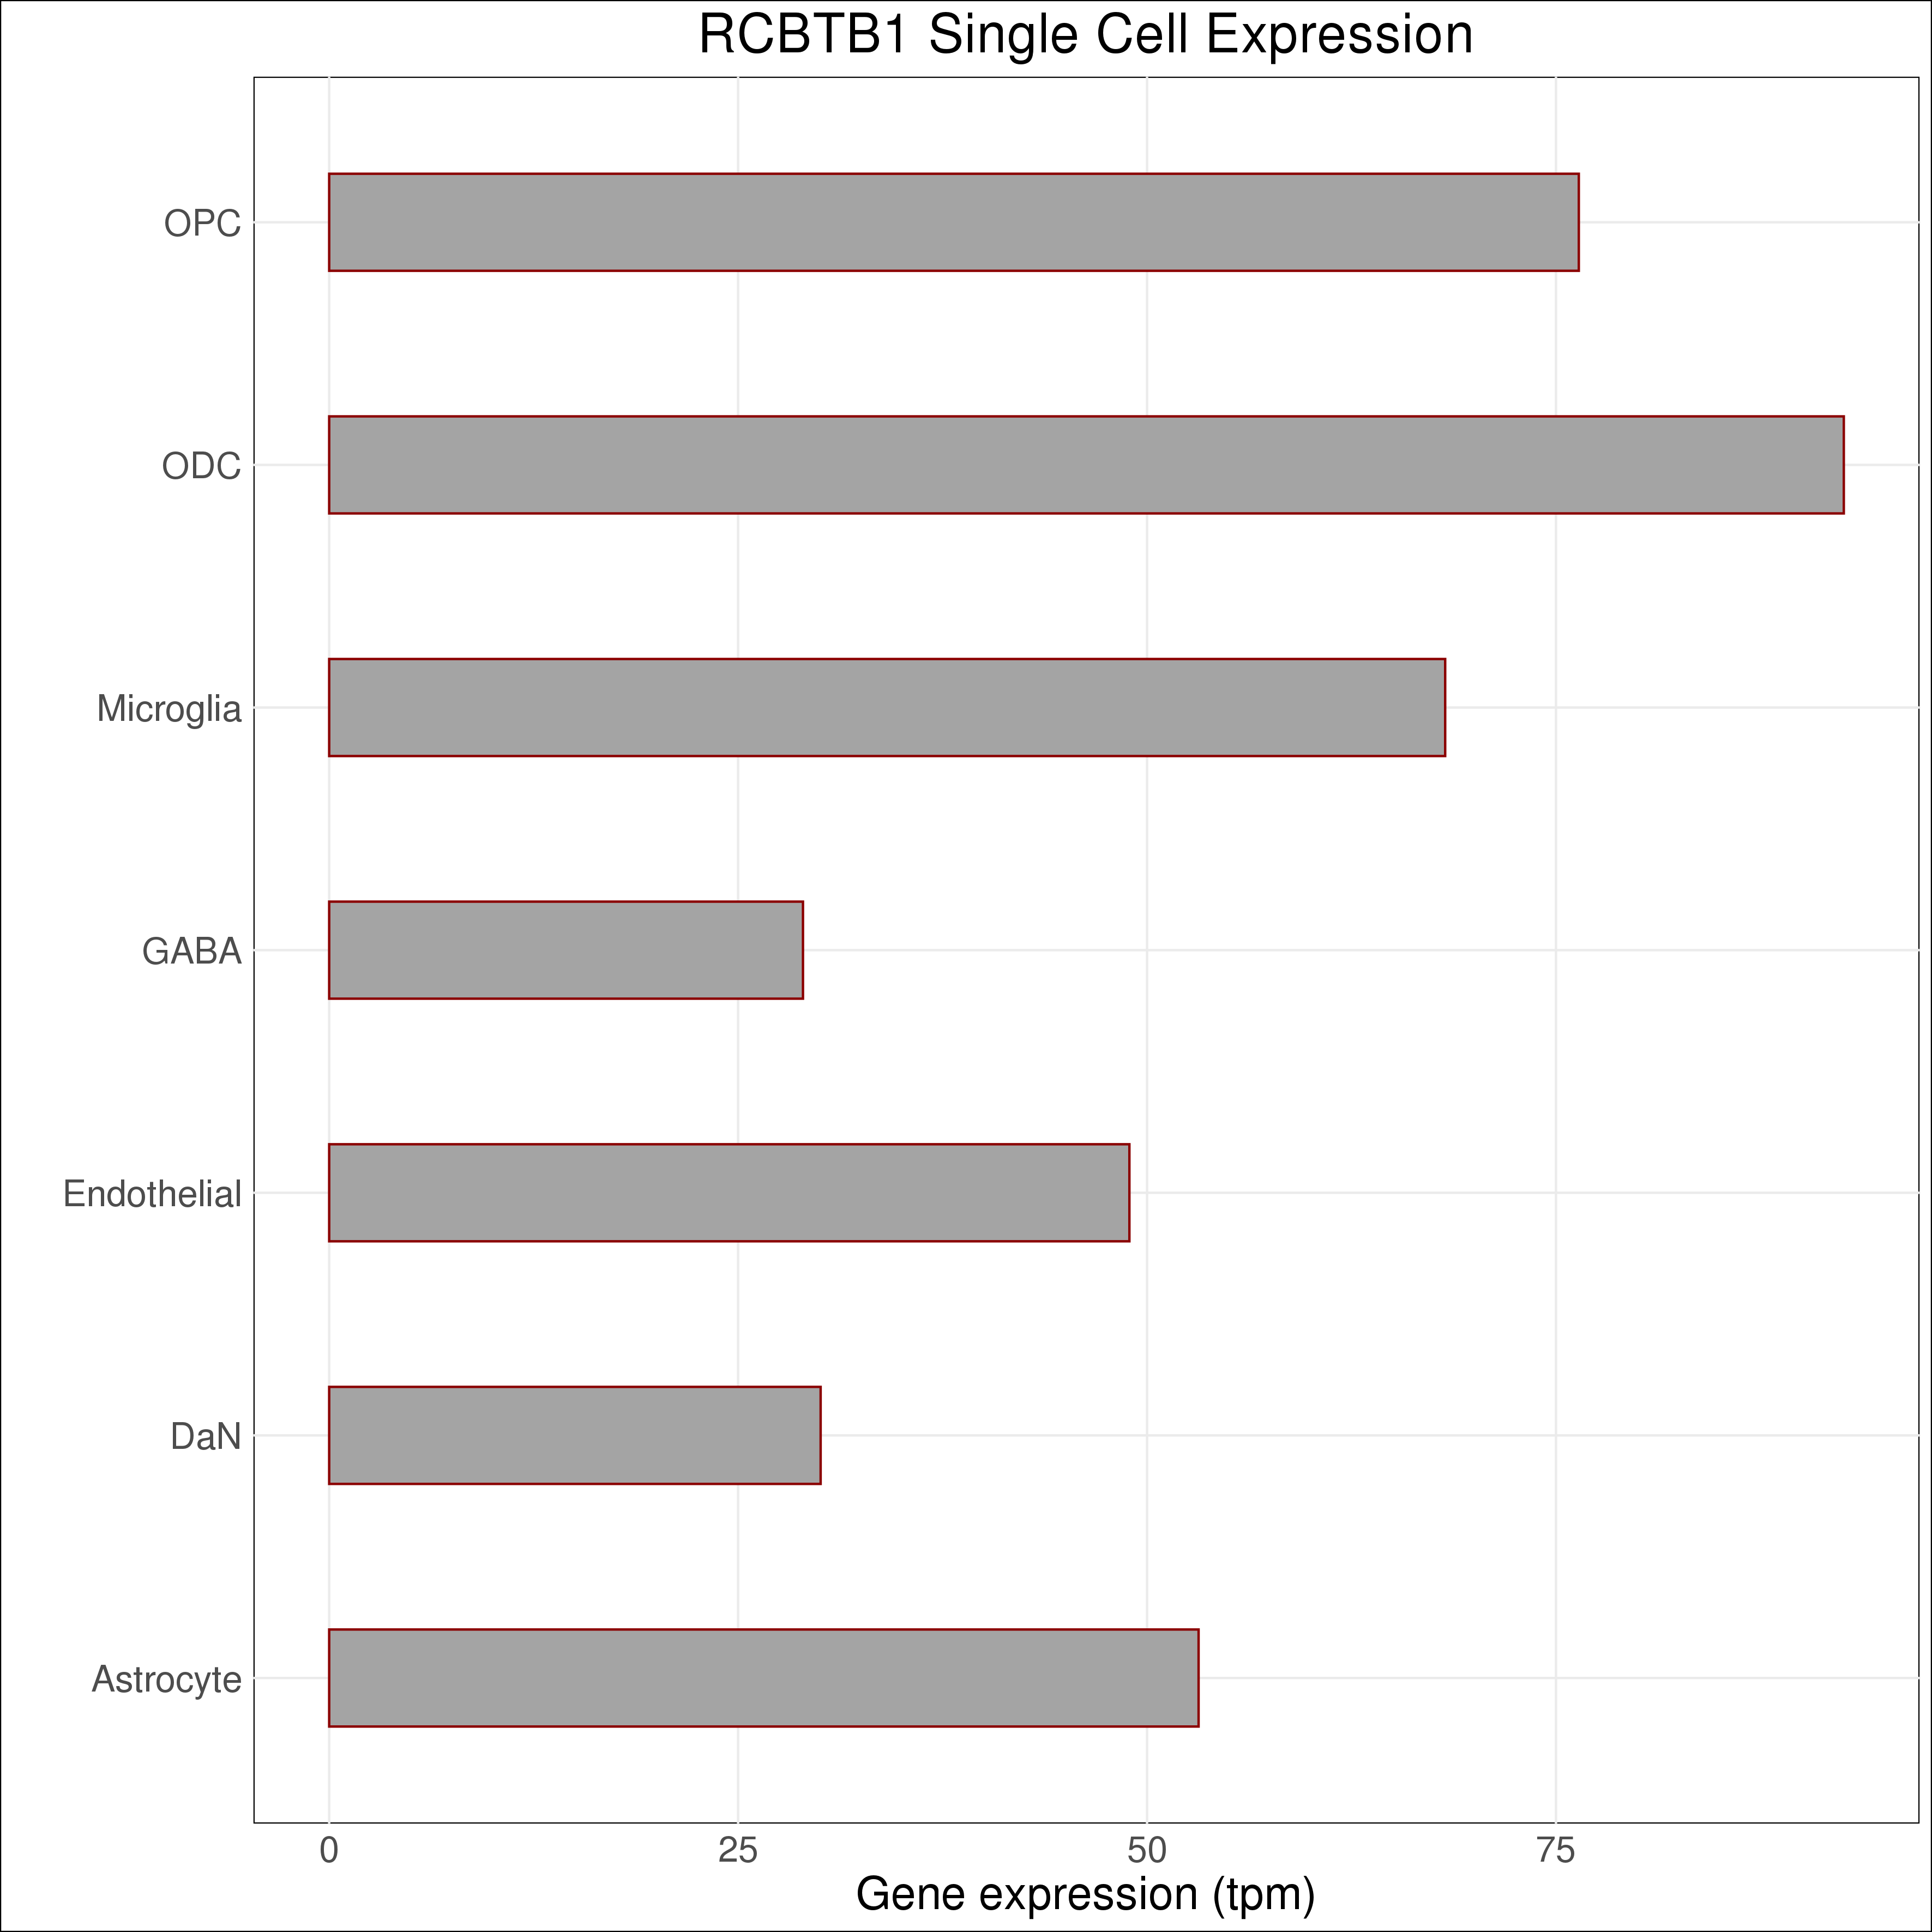 RCBTB1 Single Cell Expression
OPC
ODC
Microglia
GABA
Endothelial
DaN
Astrocyte
0 25 50 75
Gene expression (tpm)